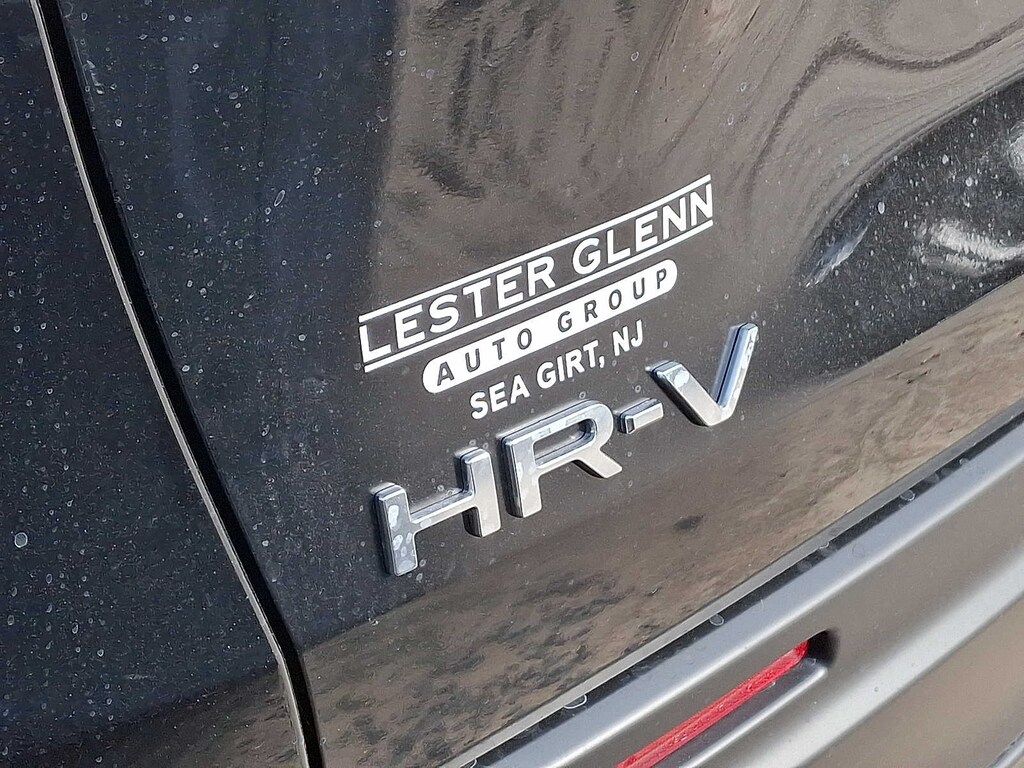 LESTER GLENN
AUTO GROUP
SEA GIRT, NJ
HR-V